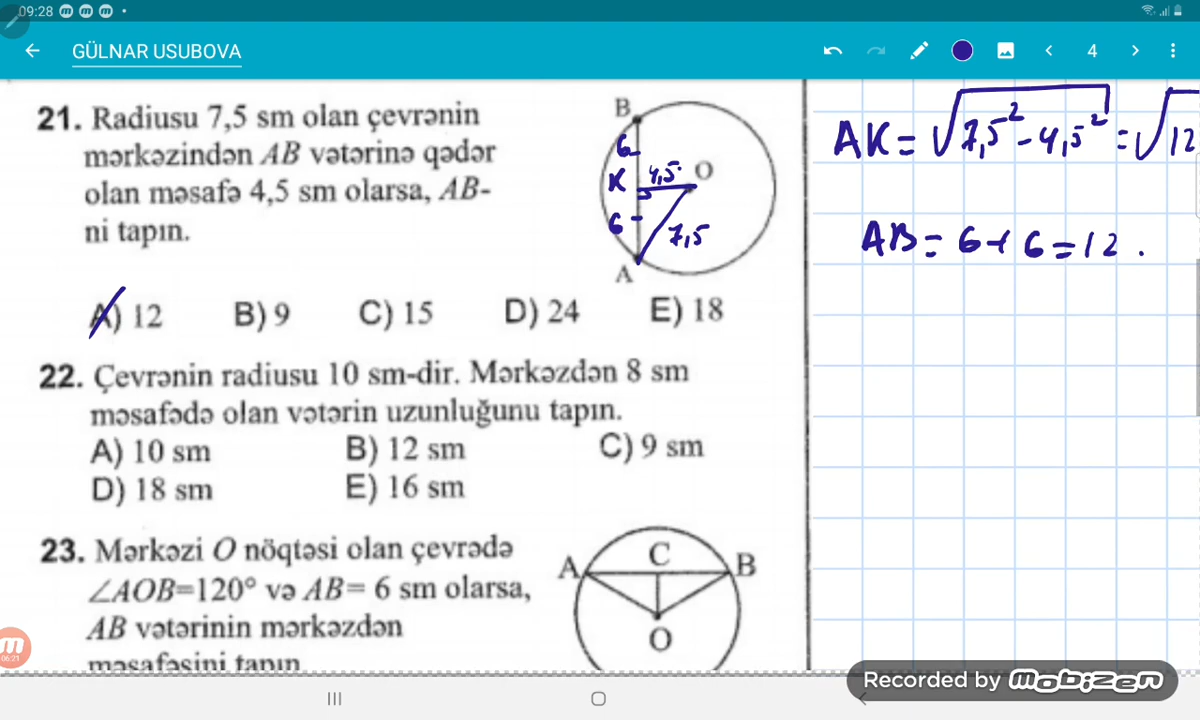 09:28
GÜLNAR USUBOVA
4
21. Radiusu 7,5 sm olan çevrənin
mərkəzindən AB vətərinə qədər
olan məsafə 4,5 sm olarsa, AB-
ni tapın.
B
6
K
4,5
O
6
7,5
A
A) 12 B) 9 C) 15 D) 24 E) 18
22. Çevrənin radiusu 10 sm-dir. Mərkəzdən 8 sm
məsafədə olan vətərin uzunluğunu tapın.
A) 10 sm B) 12 sm C) 9 sm
D) 18 sm E) 16 sm
23. Mərkəzi O nöqtəsi olan çevrədə
∠AOB=120° və AB= 6 sm olarsa,
AB vətərinin mərkəzdən
məsafəsini tapın
A C B
O
AK=√7,5²-4,5²=√12
AB=6+6=12.
06:21
Recorded by mobizen